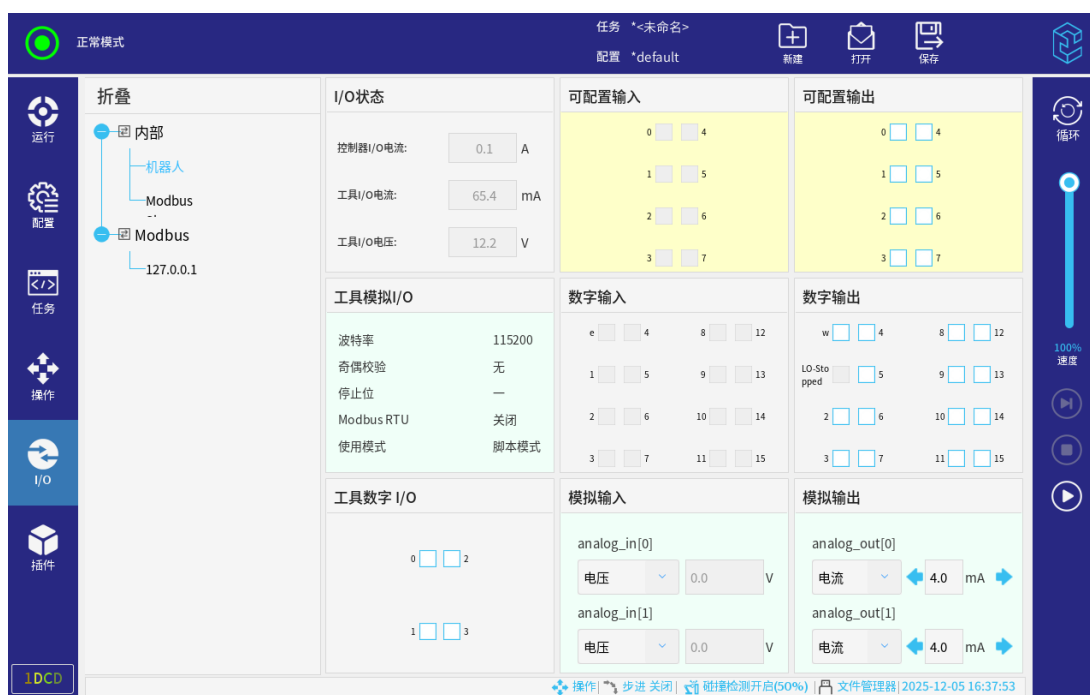 正常模式
任务 *<未命名>
配置 *default
新建 打开 保存
运行
配置
任务
操作
I/O
插件
1DCD
折叠
内部
机器人
Modbus
Modbus
127.0.0.1
I/O状态
控制器I/O电流: 0.1 A
工具I/O电流: 65.4 mA
工具I/O电压: 12.2 V
可配置输入
0 4
1 5
2 6
3 7
可配置输出
0 4
1 5
2 6
3 7
工具模拟I/O
波特率 115200
奇偶校验 无
停止位 —
Modbus RTU 关闭
使用模式 脚本模式
数字输入
e 4 8 12
1 5 9 13
2 6 10 14
3 7 11 15
数字输出
w 4 8 12
LO-Sto
pped 5 9 13
2 6 10 14
3 7 11 15
工具数字 I/O
0 2
1 3
模拟输入
analog_in[0]
电压 0.0 V
analog_in[1]
电压 0.0 V
模拟输出
analog_out[0]
电流 4.0 mA
analog_out[1]
电流 4.0 mA
循环
100%
速度
操作| 步进 关闭| 碰撞检测开启(50%) | 文件管理器|2025-12-05 16:37:53